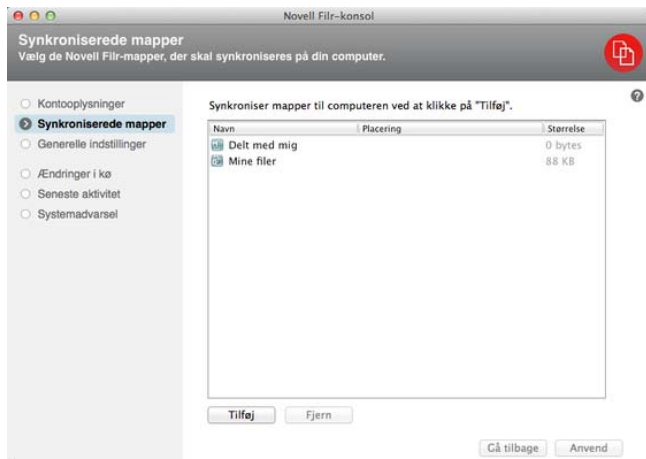 Novell Filr-konsol
Synkroniserede mapper
Vælg de Novell Filr-mapper, der skal synkroniseres på din computer.
Kontooplysninger
Synkroniserede mapper
Generelle indstillinger
Ændringer i kø
Seneste aktivitet
Systemadvarsel
Synkroniser mapper til computeren ved at klikke på "Tilføj".
Navn Placering Størrelse
Delt med mig 0 bytes
Mine filer 88 KB
Tilføj Fjern
Gå tilbage Anvend